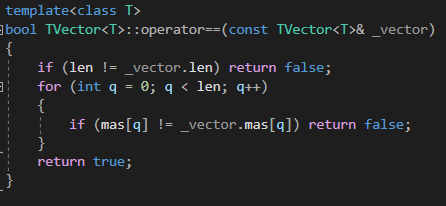 template<class T>
bool TVector<T>::operator==(const TVector<T>& _vector)
{
    if (len != _vector.len) return false;
    for (int q = 0; q < len; q++)
    {
        if (mas[q] != _vector.mas[q]) return false;
    }
    return true;
}